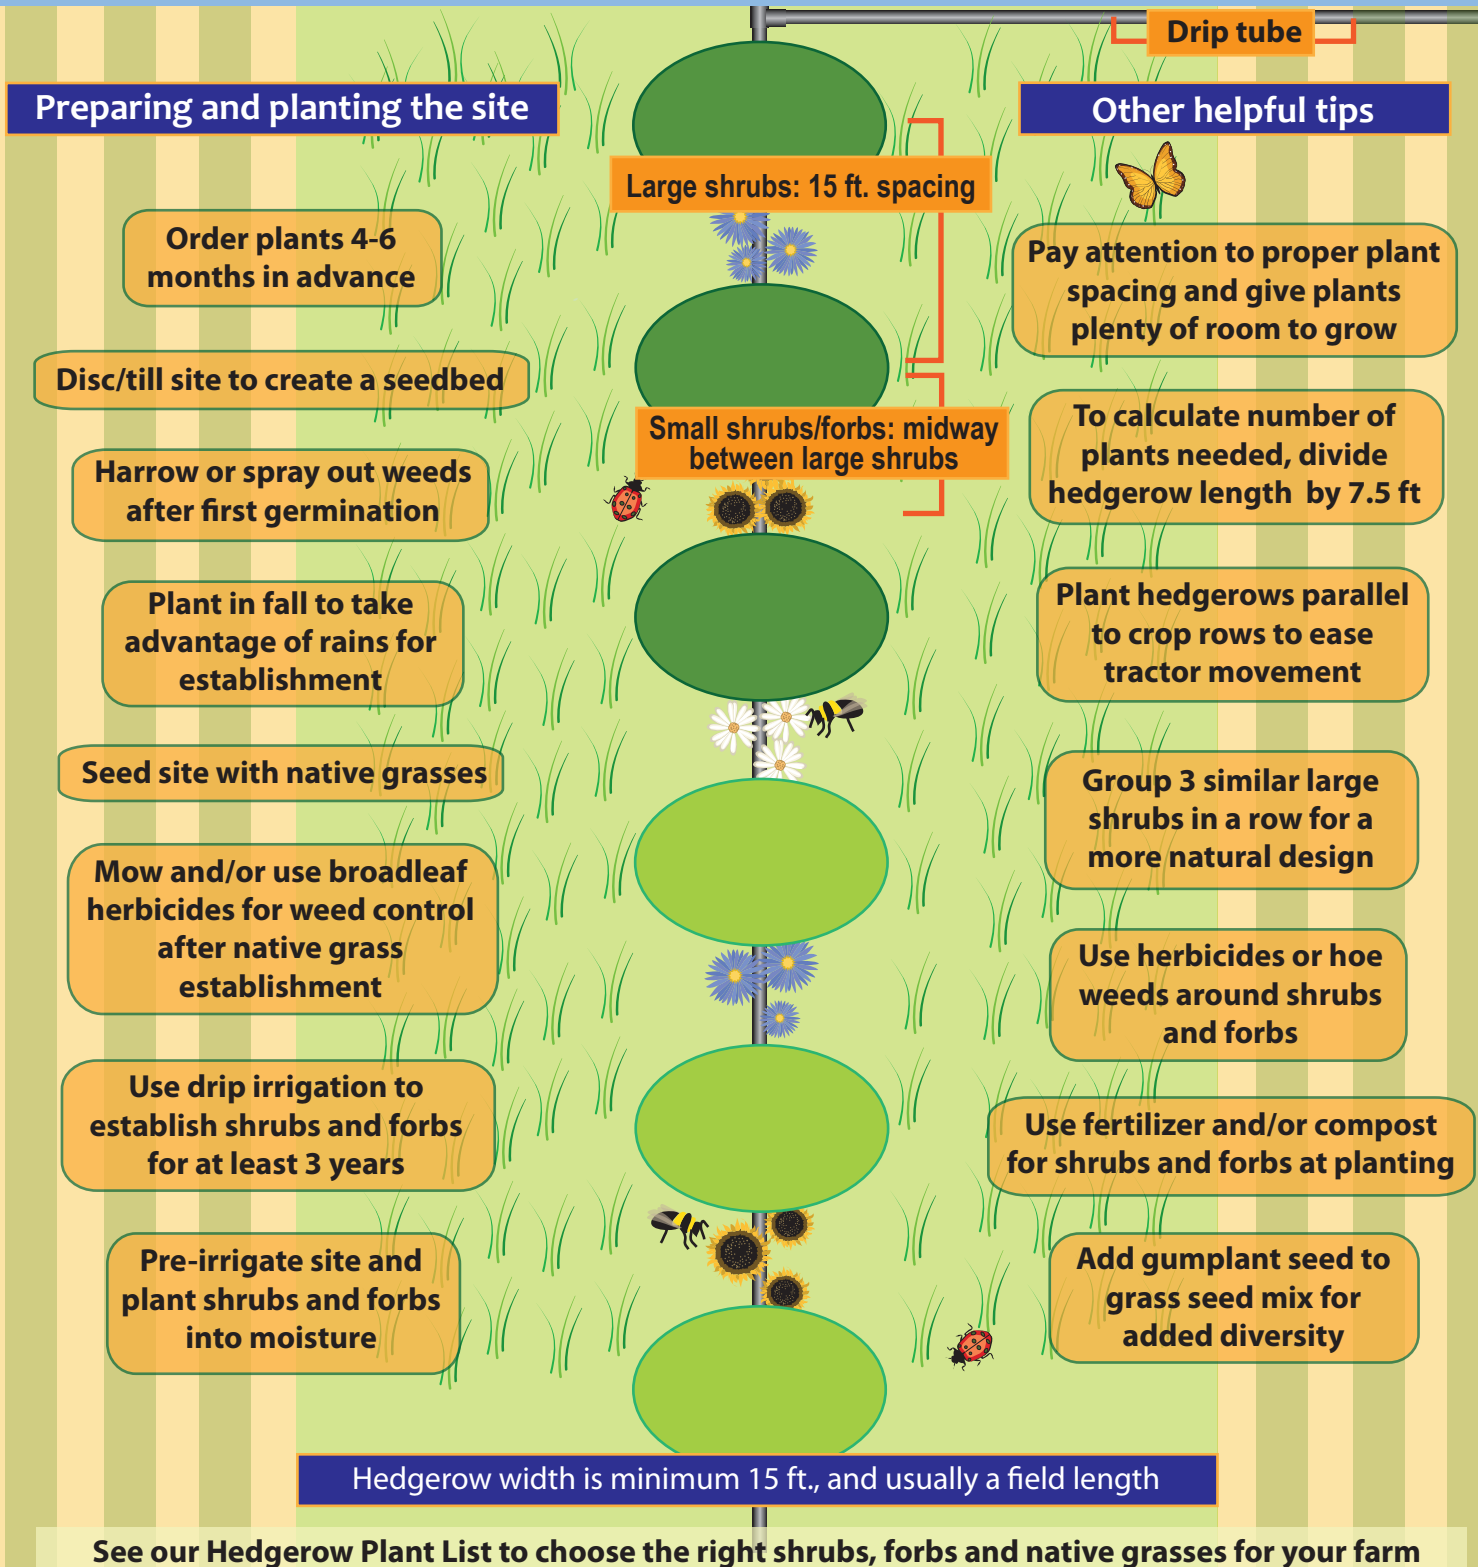 Drip tube
Preparing and planting the site
Other helpful tips
Large shrubs: 15 ft. spacing
Small shrubs/forbs: midway
between large shrubs
Order plants 4-6
months in advance
Disc/till site to create a seedbed
Harrow or spray out weeds
after first germination
Plant in fall to take
advantage of rains for
establishment
Seed site with native grasses
Mow and/or use broadleaf
herbicides for weed control
after native grass
establishment
Use drip irrigation to
establish shrubs and forbs
for at least 3 years
Pre-irrigate site and
plant shrubs and forbs
into moisture
Pay attention to proper plant
spacing and give plants
plenty of room to grow
To calculate number of
plants needed, divide
hedgerow length by 7.5 ft
Plant hedgerows parallel
to crop rows to ease
tractor movement
Group 3 similar large
shrubs in a row for a
more natural design
Use herbicides or hoe
weeds around shrubs
and forbs
Use fertilizer and/or compost
for shrubs and forbs at planting
Add gumplant seed to
grass seed mix for
added diversity
Hedgerow width is minimum 15 ft., and usually a field length
See our Hedgerow Plant List to choose the right shrubs, forbs and native grasses for your farm